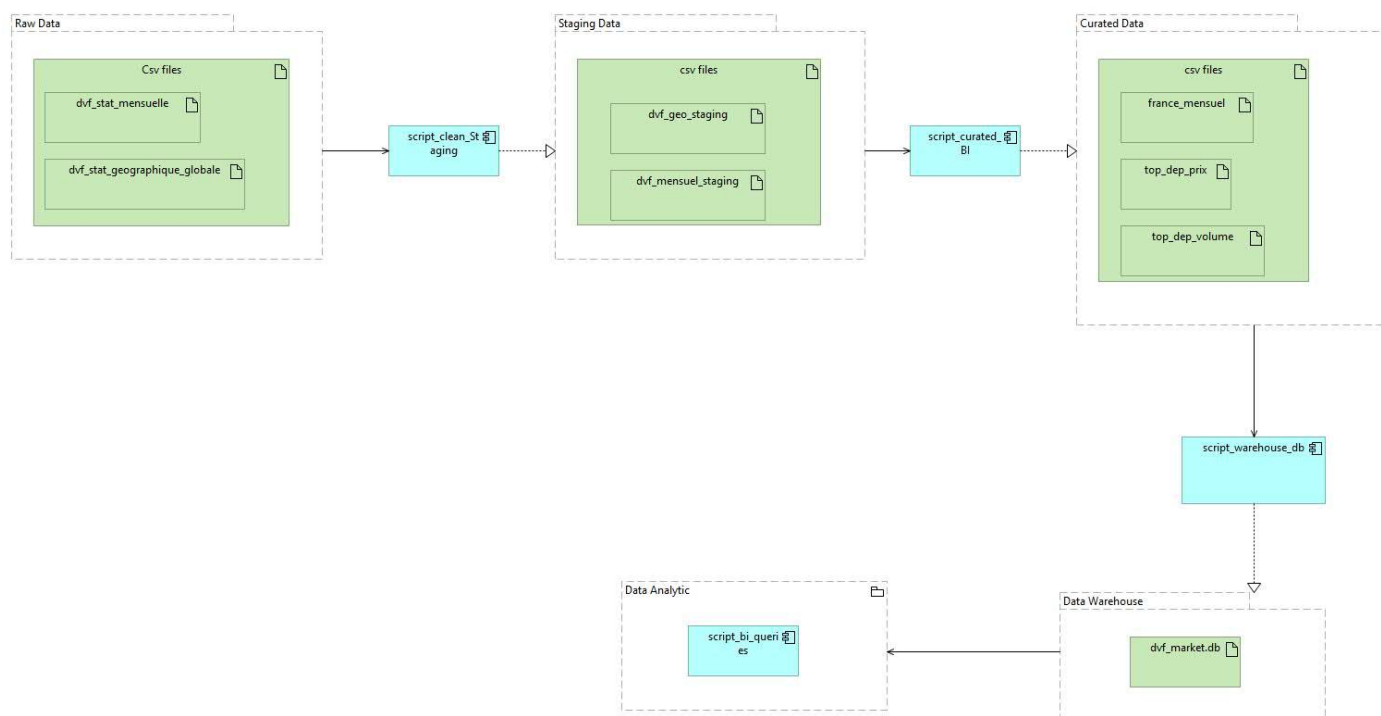 Raw Data
Csv files
dvf_stat_mensuelle
dvf_stat_geographique_globale
script_clean_St
aging
Staging Data
csv files
dvf_geo_staging
dvf_mensuel_staging
script_curated_
BI
Curated Data
csv files
france_mensuel
top_dep_prix
top_dep_volume
script_warehouse_db
Data Analytic
script_bi_queri
es
Data Warehouse
dvf_market.db